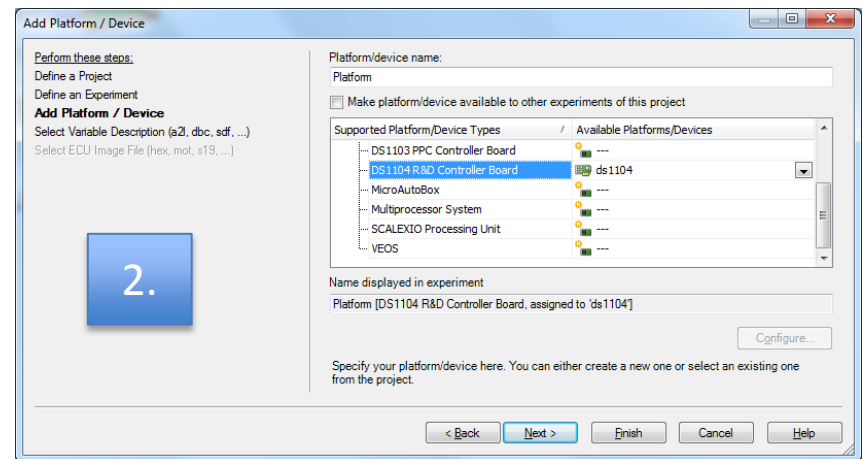 Add Platform / Device
Perform these steps:
Define a Project
Define an Experiment
Add Platform / Device
Select Variable Description (a2l, dbc, sdf, ...)
Select ECU Image File (hex, mot, s19, ...)
2.
Platform/device name:
Platform
Make platform/device available to other experiments of this project
Supported Platform/Device Types / Available Platforms/Devices
DS1103 PPC Controller Board ---
DS1104 R&D Controller Board ds1104
MicroAutoBox ---
Multiprocessor System ---
SCALEXIO Processing Unit ---
VEOS ---
Name displayed in experiment
Platform [DS1104 R&D Controller Board, assigned to 'ds1104']
Configure...
Specify your platform/device here. You can either create a new one or select an existing one
from the project.
< Back Next > Finish Cancel Help